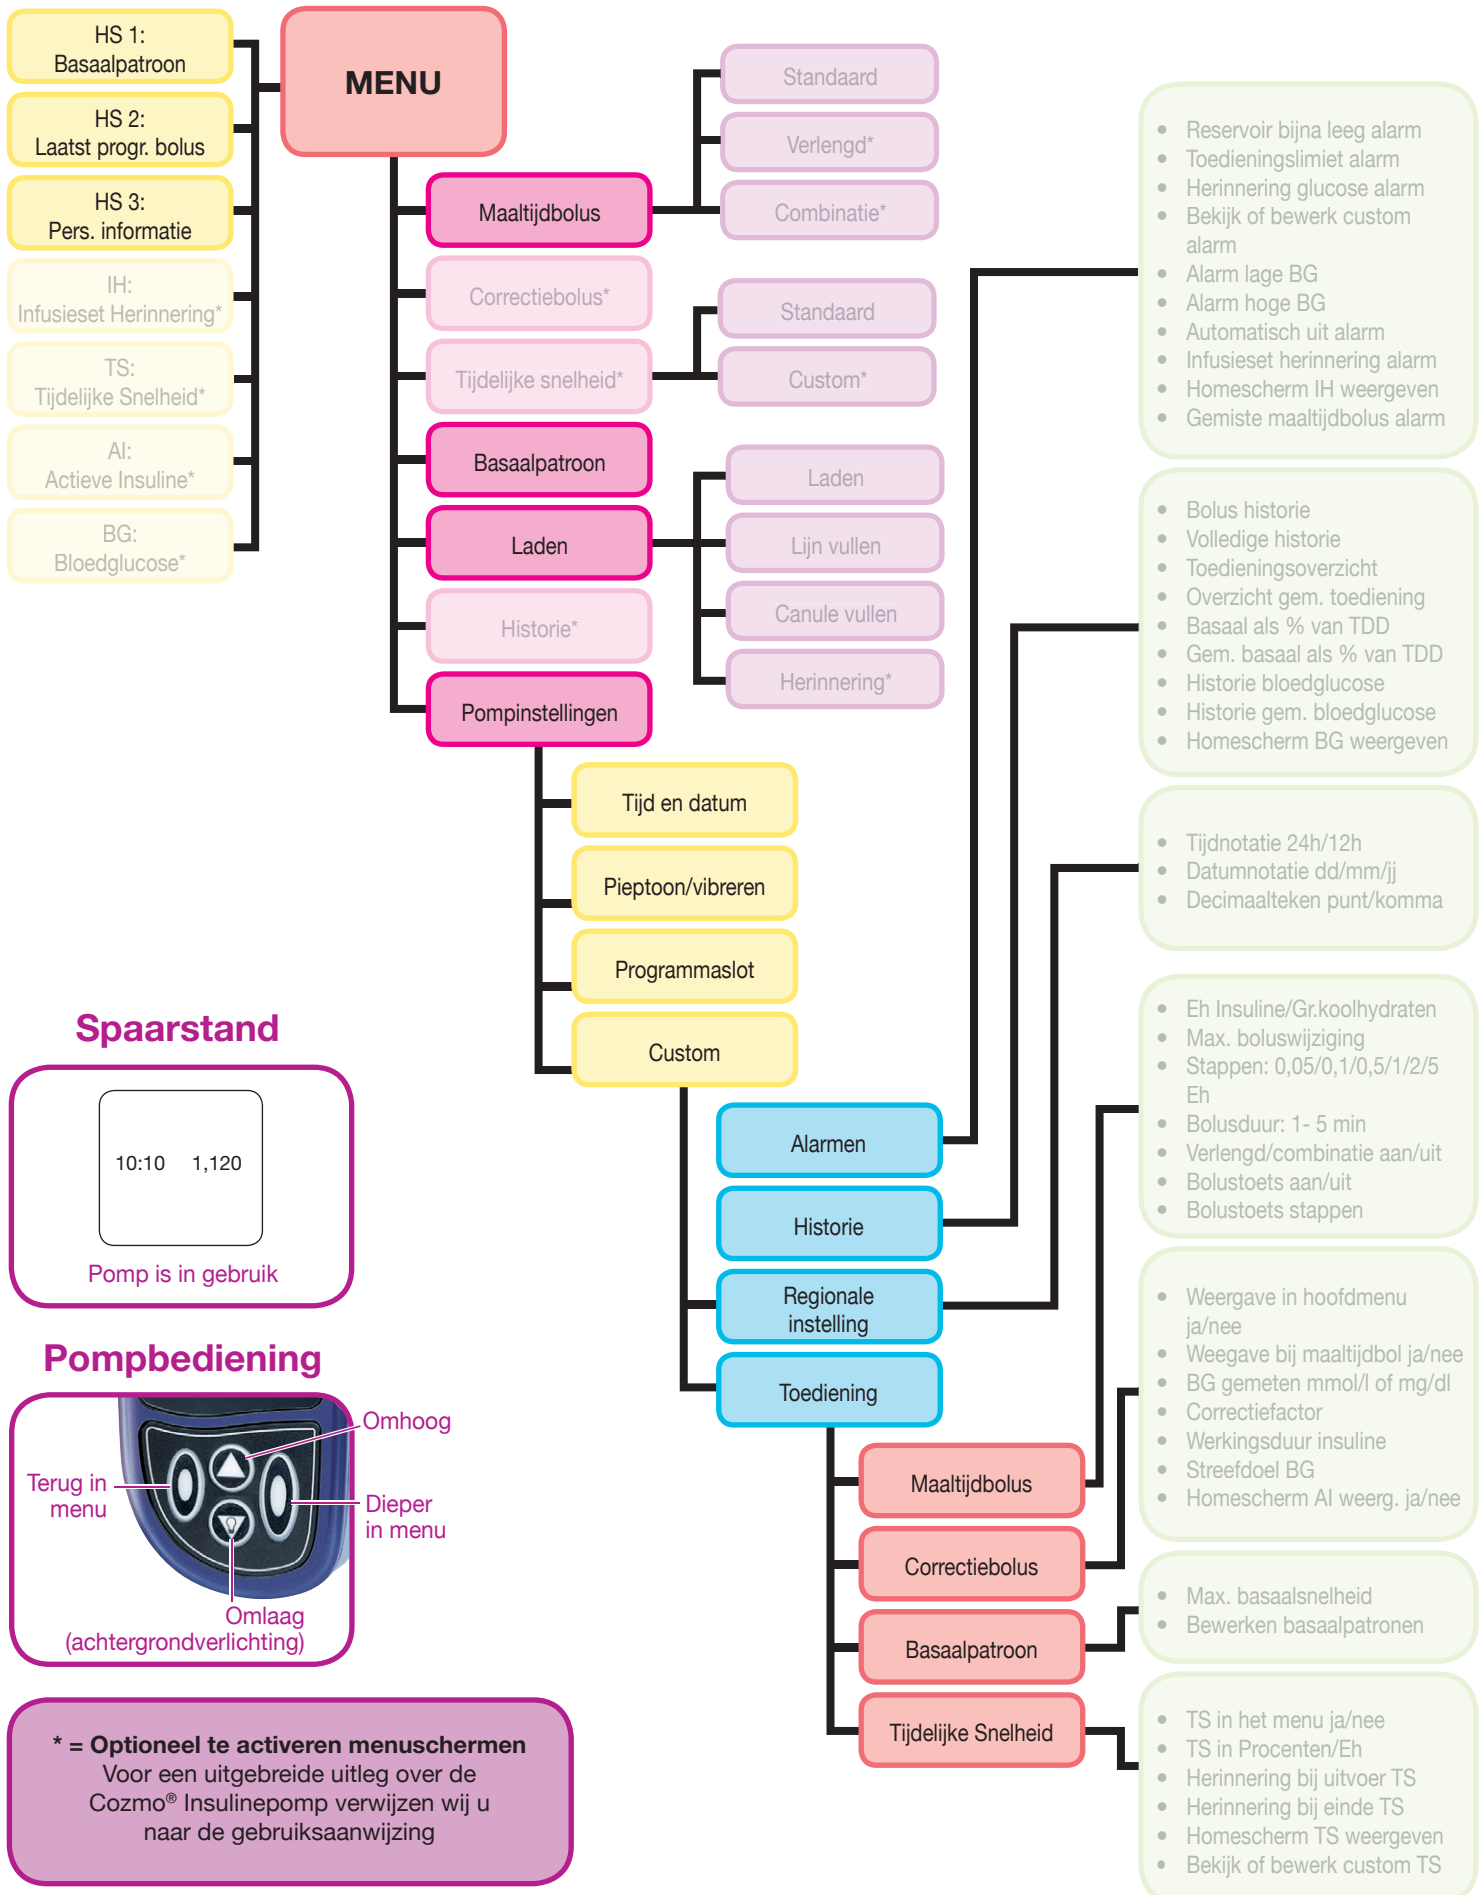 HS 1:
Basaalpatroon
HS 2:
Laatst progr. bolus
HS 3:
Pers. informatie
IH:
Infusieset Herinnering*
TS:
Tijdelijke Snelheid*
AI:
Actieve Insuline*
BG:
Bloedglucose*
MENU
Maaltijdbolus
Correctiebolus*
Tijdelijke snelheid*
Basaalpatroon
Laden
Historie*
Pompinstellingen
Standaard
Verlengd*
Combinatie*
Standaard
Custom*
Laden
Lijn vullen
Canule vullen
Herinnering*
Tijd en datum
Pieptoon/vibreren
Programmaslot
Custom
Alarmen
Historie
Regionale
instelling
Toediening
Maaltijdbolus
Correctiebolus
Basaalpatroon
Tijdelijke Snelheid
• Reservoir bijna leeg alarm
• Toedieningslimiet alarm
• Herinnering glucose alarm
• Bekijk of bewerk custom
alarm
• Alarm lage BG
• Alarm hoge BG
• Automatisch uit alarm
• Infusieset herinnering alarm
• Homescherm IH weergeven
• Gemiste maaltijdbolus alarm
• Bolus historie
• Volledige historie
• Toedieningsoverzicht
• Overzicht gem. toediening
• Basaal als % van TDD
• Gem. basaal als % van TDD
• Historie bloedglucose
• Historie gem. bloedglucose
• Homescherm BG weergeven
• Tijdnotatie 24h/12h
• Datumnotatie dd/mm/jj
• Decimaalteken punt/komma
• Eh Insuline/Gr.koolhydraten
• Max. boluswijziging
• Stappen: 0,05/0,1/0,5/1/2/5
Eh
• Bolusduur: 1- 5 min
• Verlengd/combinatie aan/uit
• Bolustoets aan/uit
• Bolustoets stappen
• Weergave in hoofdmenu
ja/nee
• Weegave bij maaltijdbol ja/nee
• BG gemeten mmol/l of mg/dl
• Correctiefactor
• Werkingsduur insuline
• Streefdoel BG
• Homescherm AI weerg. ja/nee
• Max. basaalsnelheid
• Bewerken basaalpatronen
• TS in het menu ja/nee
• TS in Procenten/Eh
• Herinnering bij uitvoer TS
• Herinnering bij einde TS
• Homescherm TS weergeven
• Bekijk of bewerk custom TS
Spaarstand
10:10 1,120
Pomp is in gebruik
Pompbediening
Omhoog
Terug in
menu
Dieper
in menu
Omlaag
(achtergrondverlichting)
* = Optioneel te activeren menuschermen
Voor een uitgebreide uitleg over de
Cozmo® Insulinepomp verwijzen wij u
naar de gebruiksaanwijzing